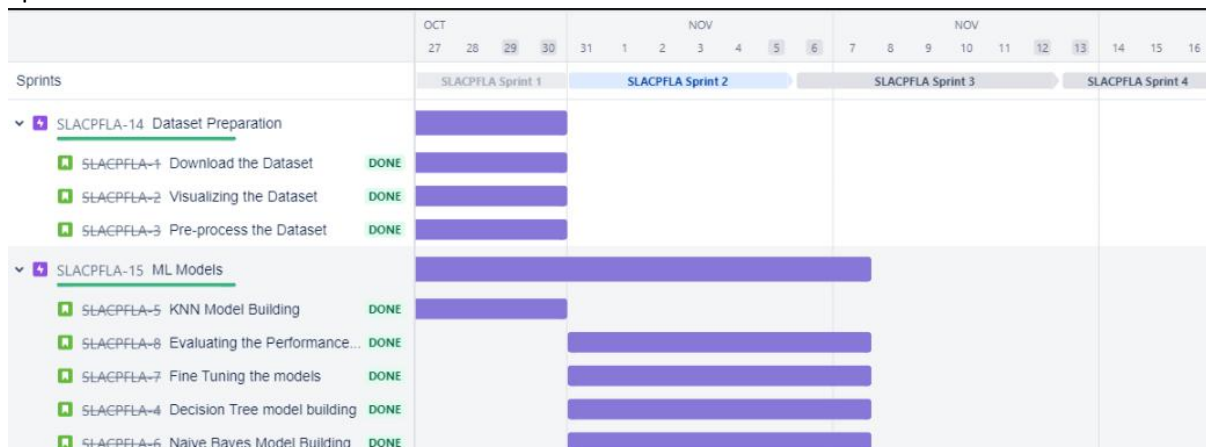 OCT NOV NOV
27 28 29 30 31 1 2 3 4 5 6 7 8 9 10 11 12 13 14 15 16
Sprints SLACPFLA Sprint 1 SLACPFLA Sprint 2 SLACPFLA Sprint 3 SLACPFLA Sprint 4
SLACPFLA-14 Dataset Preparation
SLACPFLA-1 Download the Dataset DONE
SLACPFLA-2 Visualizing the Dataset DONE
SLACPFLA-3 Pre-process the Dataset DONE
SLACPFLA-15 ML Models
SLACPFLA-5 KNN Model Building DONE
SLACPFLA-8 Evaluating the Performance... DONE
SLACPFLA-7 Fine Tuning the models DONE
SLACPFLA-4 Decision Tree model building DONE
SLACPFLA-6 Naive Bayes Model Building DONE